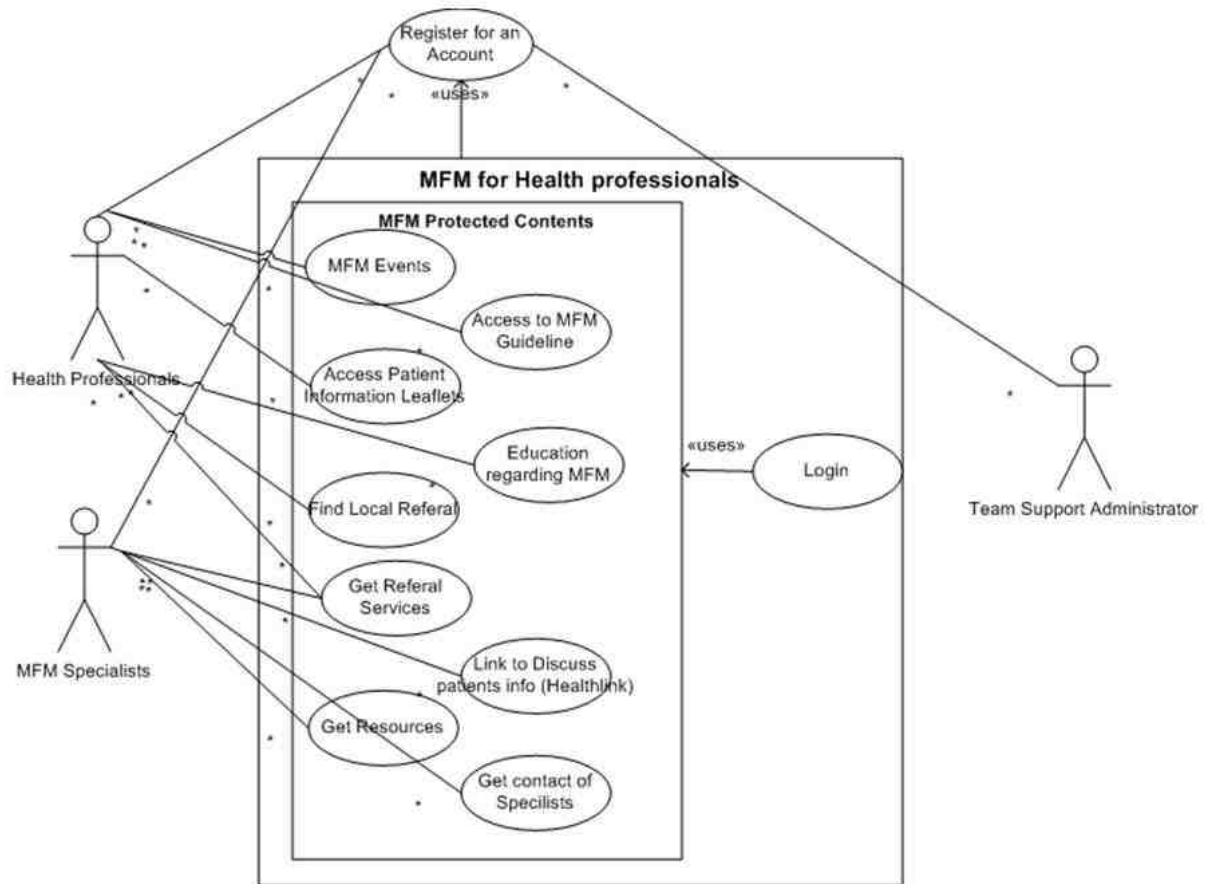 Register for an
Account
«uses»
MFM for Health professionals
MFM Protected Contents
MFM Events
Access to MFM
Guideline
Health Professionals
Access Patient
Information Leaflets
Education
regarding MFM
«uses»
Login
Team Support Administrator
Find Local Referal
Get Referal
Services
MFM Specialists
Link to Discuss
patients info (Healthlink)
Get Resources
Get contact of
Specilists